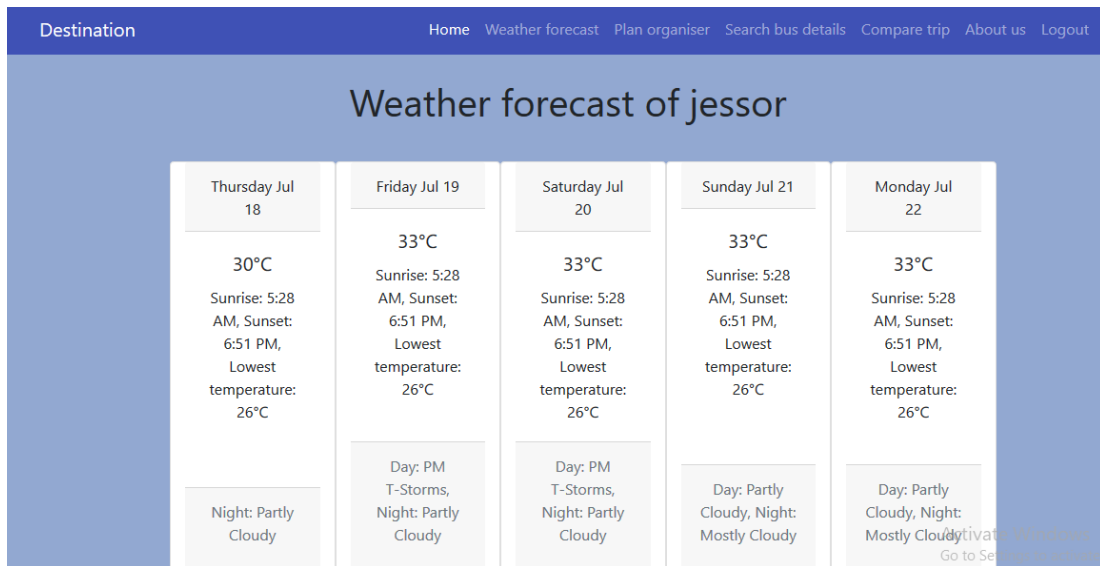 Destination
Home Weather forecast Plan organiser Search bus details Compare trip About us Logout
Weather forecast of jessor
Thursday Jul
18
30°C
Sunrise: 5:28
AM, Sunset:
6:51 PM,
Lowest
temperature:
26°C
Night: Partly
Cloudy
Friday Jul 19
33°C
Sunrise: 5:28
AM, Sunset:
6:51 PM,
Lowest
temperature:
26°C
Day: PM
T-Storms,
Night: Partly
Cloudy
Saturday Jul
20
33°C
Sunrise: 5:28
AM, Sunset:
6:51 PM,
Lowest
temperature:
26°C
Day: PM
T-Storms,
Night: Partly
Cloudy
Sunday Jul 21
33°C
Sunrise: 5:28
AM, Sunset:
6:51 PM,
Lowest
temperature:
26°C
Day: Partly
Cloudy, Night:
Mostly Cloudy
Monday Jul
22
33°C
Sunrise: 5:28
AM, Sunset:
6:51 PM,
Lowest
temperature:
26°C
Day: Partly
Cloudy, Night:
Mostly Cloudy
Go to